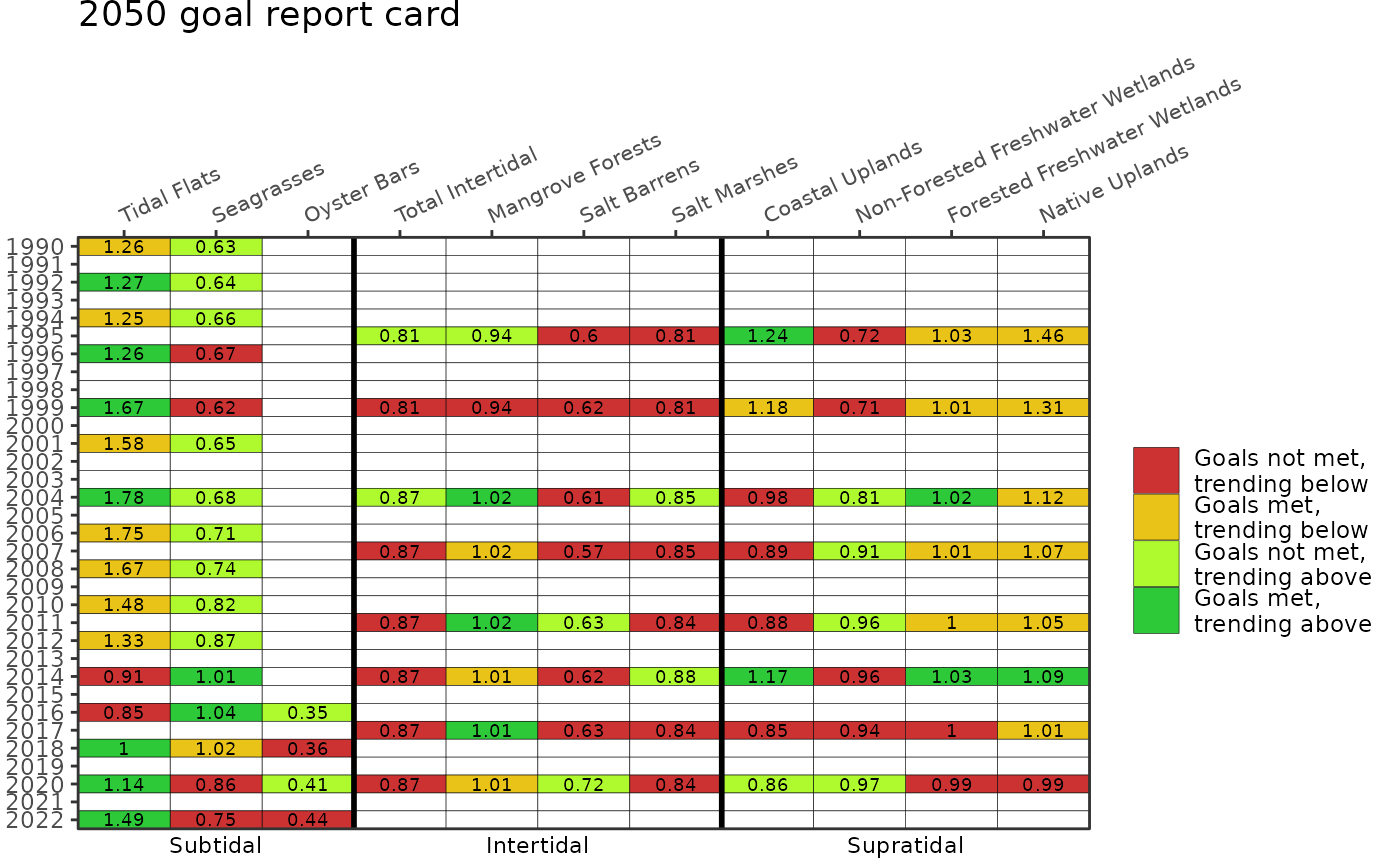 2050 goal report card
Tidal Flats
Seagrasses
Oyster Bars
Total Intertidal
Mangrove Forests
Salt Barrens
Salt Marshes
Coastal Uplands
Non-Forested Freshwater Wetlands
Forested Freshwater Wetlands
Native Uplands
1990 1.26 0.63
1991
1992 1.27 0.64
1993
1994 1.25 0.66
1995 0.81 0.94 0.6 0.81 1.24 0.72 1.03 1.46
1996 1.26 0.67
1997
1998
1999 1.67 0.62 0.81 0.94 0.62 0.81 1.18 0.71 1.01 1.31
2000
2001 1.58 0.65
2002
2003
2004 1.78 0.68 0.87 1.02 0.61 0.85 0.98 0.81 1.02 1.12
2005
2006 1.75 0.71
2007 0.87 1.02 0.57 0.85 0.89 0.91 1.01 1.07
2008 1.67 0.74
2009
2010 1.48 0.82
2011 0.87 1.02 0.63 0.84 0.88 0.96 1 1.05
2012 1.33 0.87
2013
2014 0.91 1.01 0.87 1.01 0.62 0.88 1.17 0.96 1.03 1.09
2015
2016 0.85 1.04 0.35
2017 0.87 1.01 0.63 0.84 0.85 0.94 1 1.01
2018 1 1.02 0.36
2019
2020 1.14 0.86 0.41 0.87 1.01 0.72 0.84 0.86 0.97 0.99 0.99
2021
2022 1.49 0.75 0.44
Subtidal Intertidal Supratidal
Goals not met,
trending below
Goals met,
trending below
Goals not met,
trending above
Goals met,
trending above